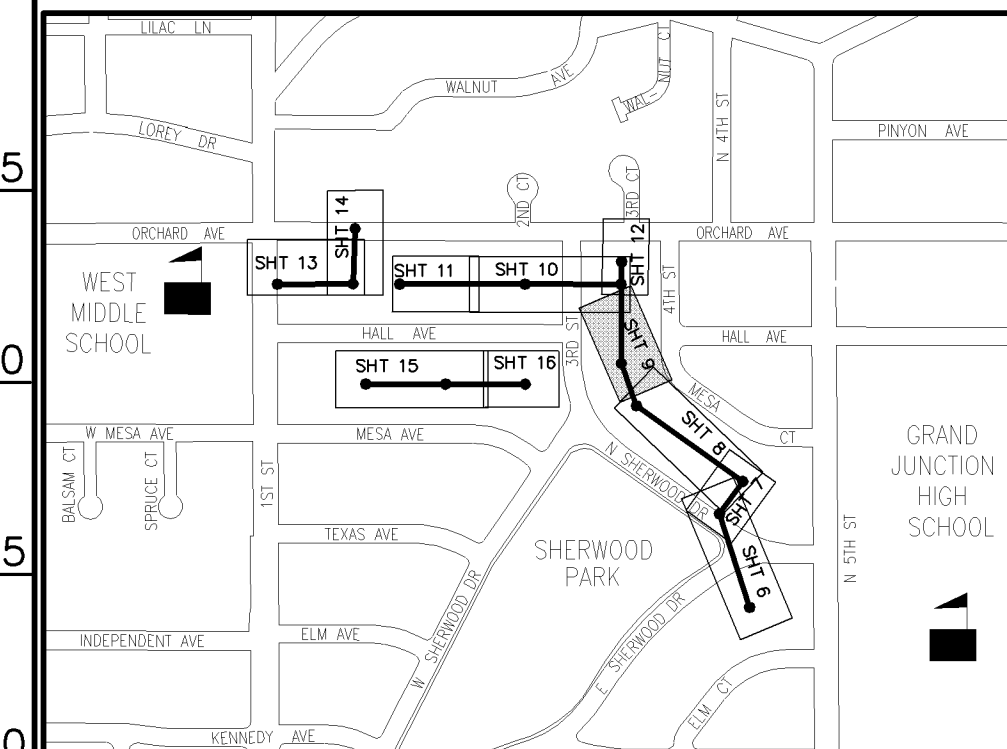 LILAC LN
WALNUT AVE
WAL-NUT CT
N 4TH ST
LOREY DR
PINYON AVE
5
2ND CT
3RD CT
SHT 14
SHT 12
ORCHARD AVE
ORCHARD AVE
SHT 13
SHT 11
SHT 10
4TH ST
WEST
MIDDLE
SCHOOL
HALL AVE
3RD ST
SHT 9
HALL AVE
0
SHT 15
SHT 16
MESA CT
W MESA AVE
MESA AVE
SHT 8
GRAND
JUNCTION
HIGH
SCHOOL
BALSAM CT
SPRUCE CT
1ST ST
N SHERWOOD DR
SHT 7
TEXAS AVE
SHERWOOD
PARK
N 5TH ST
5
SHT 6
W SHERWOOD DR
E SHERWOOD DR
INDEPENDENT AVE
ELM AVE
ELM CT
KENNEDY AVE
0